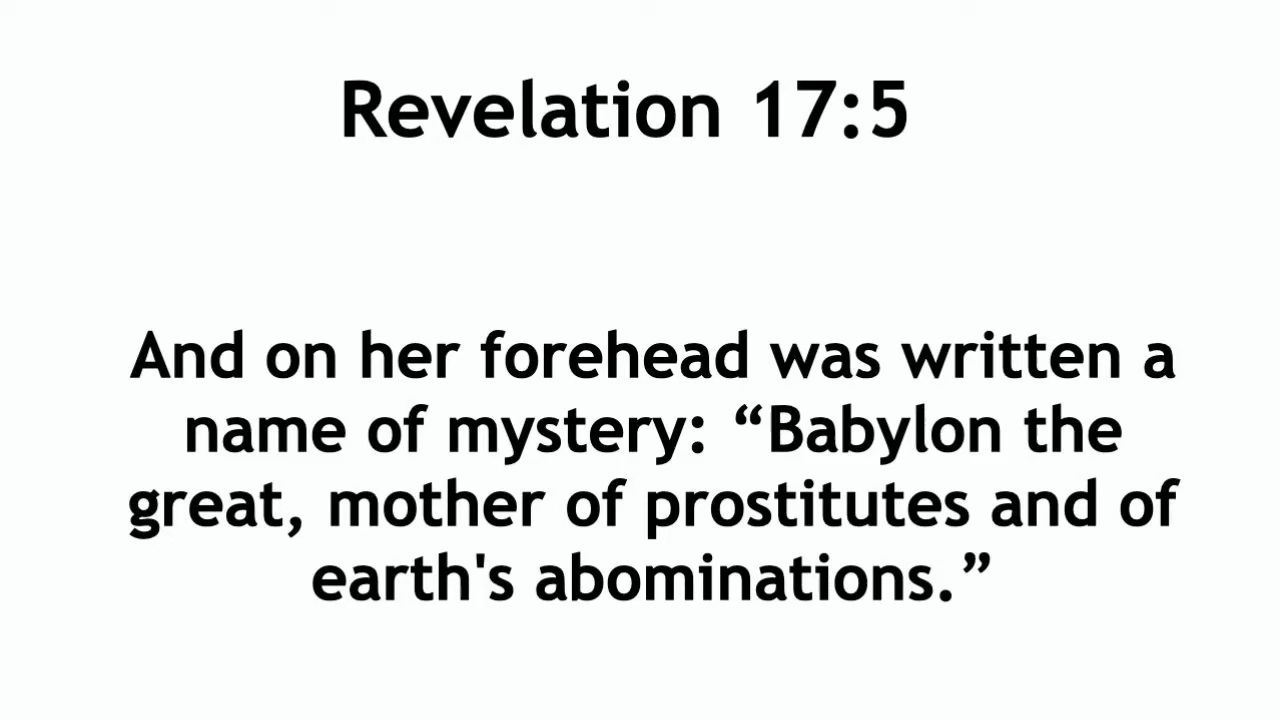 Revelation 17:5
And on her forehead was written a
name of mystery: “Babylon the
great, mother of prostitutes and of
earth's abominations.”